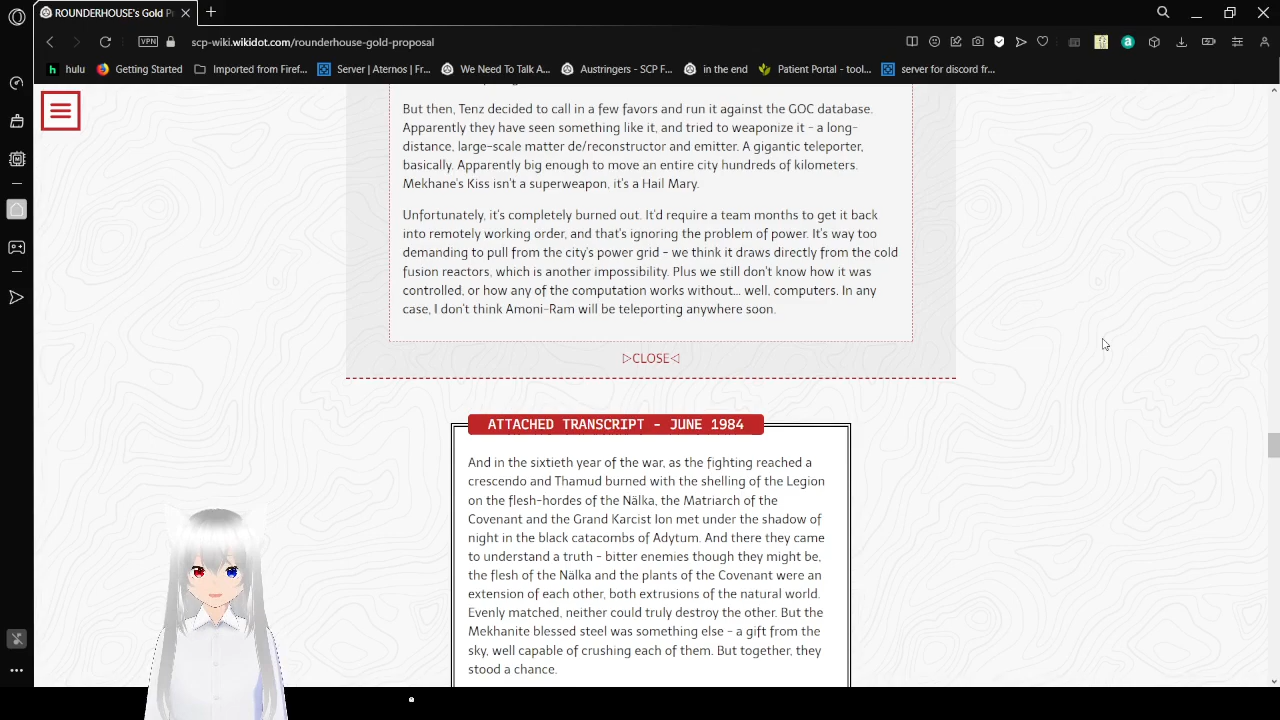 ROUNDERHOUSE's Gold P
scp-wiki.wikidot.com/rounderhouse-gold-proposal
VPN
hulu
Getting Started
Imported from Firef...
Server | Aternos | Fr...
We Need To Talk A...
Austringers - SCP F...
in the end
Patient Portal - tool...
server for discord fr...
But then, Tenz decided to call in a few favors and run it against the GOC database.
Apparently they have seen something like it, and tried to weaponize it - a long-
distance, large-scale matter de/reconstructor and emitter. A gigantic teleporter,
basically. Apparently big enough to move an entire city hundreds of kilometers.
Mekhane's Kiss isn't a superweapon, it's a Hail Mary.
Unfortunately, it's completely burned out. It'd require a team months to get it back
into remotely working order, and that's ignoring the problem of power. It's way too
demanding to pull from the city's power grid - we think it draws directly from the cold
fusion reactors, which is another impossibility. Plus we still don't know how it was
controlled, or how any of the computation works without... well, computers. In any
case, I don't think Amoni-Ram will be teleporting anywhere soon.
▷CLOSE◁
ATTACHED TRANSCRIPT - JUNE 1984
And in the sixtieth year of the war, as the fighting reached a
crescendo and Thamud burned with the shelling of the Legion
on the flesh-hordes of the Nälka, the Matriarch of the
Covenant and the Grand Karcist Ion met under the shadow of
night in the black catacombs of Adytum. And there they came
to understand a truth - bitter enemies though they might be,
the flesh of the Nälka and the plants of the Covenant were an
extension of each other, both extrusions of the natural world.
Evenly matched, neither could truly destroy the other. But the
Mekhanite blessed steel was something else - a gift from the
sky, well capable of crushing each of them. But together, they
stood a chance.